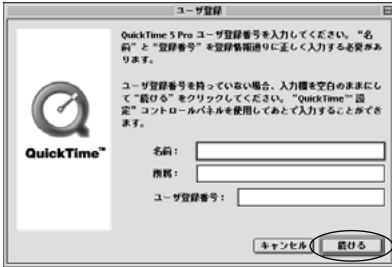 ユーザ登録
QuickTime 5 Pro ユーザ登録番号を入力してください。“名
前”と“登録番号”を登録情報通りに正しく入力する必要があ
ります。
ユーザ登録番号を持っていない場合、入力欄を空白のままにし
て“続ける”をクリックしてください。“QuickTime™ 設
定”コントロールパネルを使用してあとで入力することができ
ます。
QuickTime™
名前：
所属：
ユーザ登録番号：
キャンセル
続ける